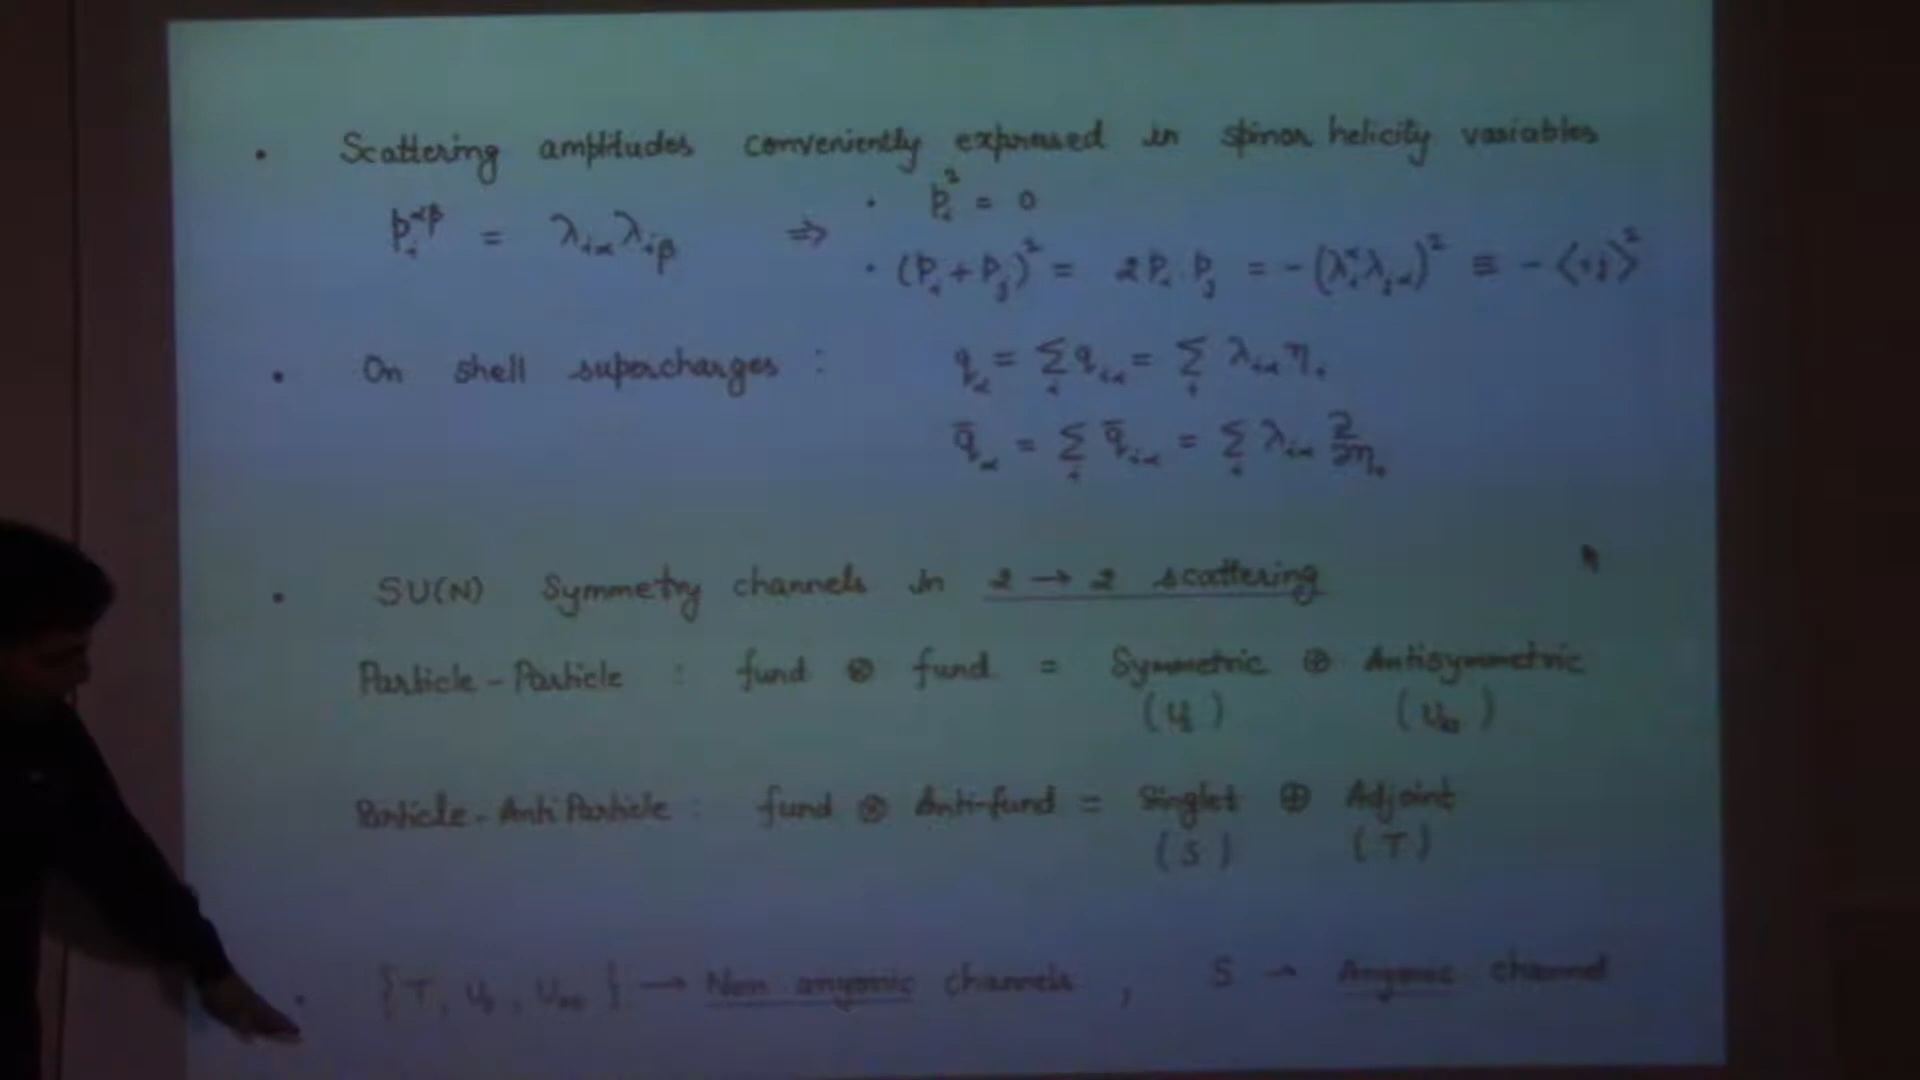 • Scattering amplitudes conveniently expressed in spinor helicity variables
p_i^{αβ} = λ_{iα} λ_{iβ} ⇒ • p_i^2 = 0
• (p_i + p_j)^2 = 2 p_i . p_j = -(λ_i^α λ_{jα})^2 ≡ -⟨ij⟩^2
• On shell supercharges : q_α = Σ_i q_{iα} = Σ_i λ_{iα} η_i
q̄_α = Σ_i q̄_{iα} = Σ_i λ_{iα} ∂/∂η_i
• SU(N) Symmetry channels in 2 → 2 scattering
Particle - Particle : fund ⊗ fund = Symmetric ⊕ Antisymmetric
(U_s) (U_as)
Particle - Anti Particle : fund ⊗ Anti-fund = Singlet ⊕ Adjoint
(S) (T)
• {T, U_s, U_as} → Non anyonic channels , S → Anyonic channel